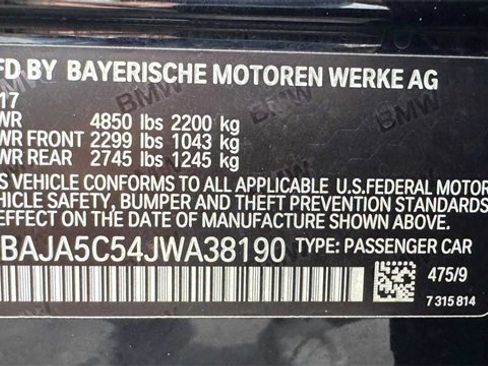 FD BY BAYERISCHE MOTOREN WERKE AG
17
WR 4850 lbs 2200 kg
WR FRONT 2299 lbs 1043 kg
WR REAR 2745 lbs 1245 kg
S VEHICLE CONFORMS TO ALL APPLICABLE U.S.FEDERAL MOTOR
VEHICLE SAFETY, BUMPER, AND THEFT PREVENTION STANDARDS
EFFECT ON THE DATE OF MANUFACTURE SHOWN ABOVE.
BAJA5C54JWA38190 TYPE: PASSENGER CAR
475/9
7 315 814